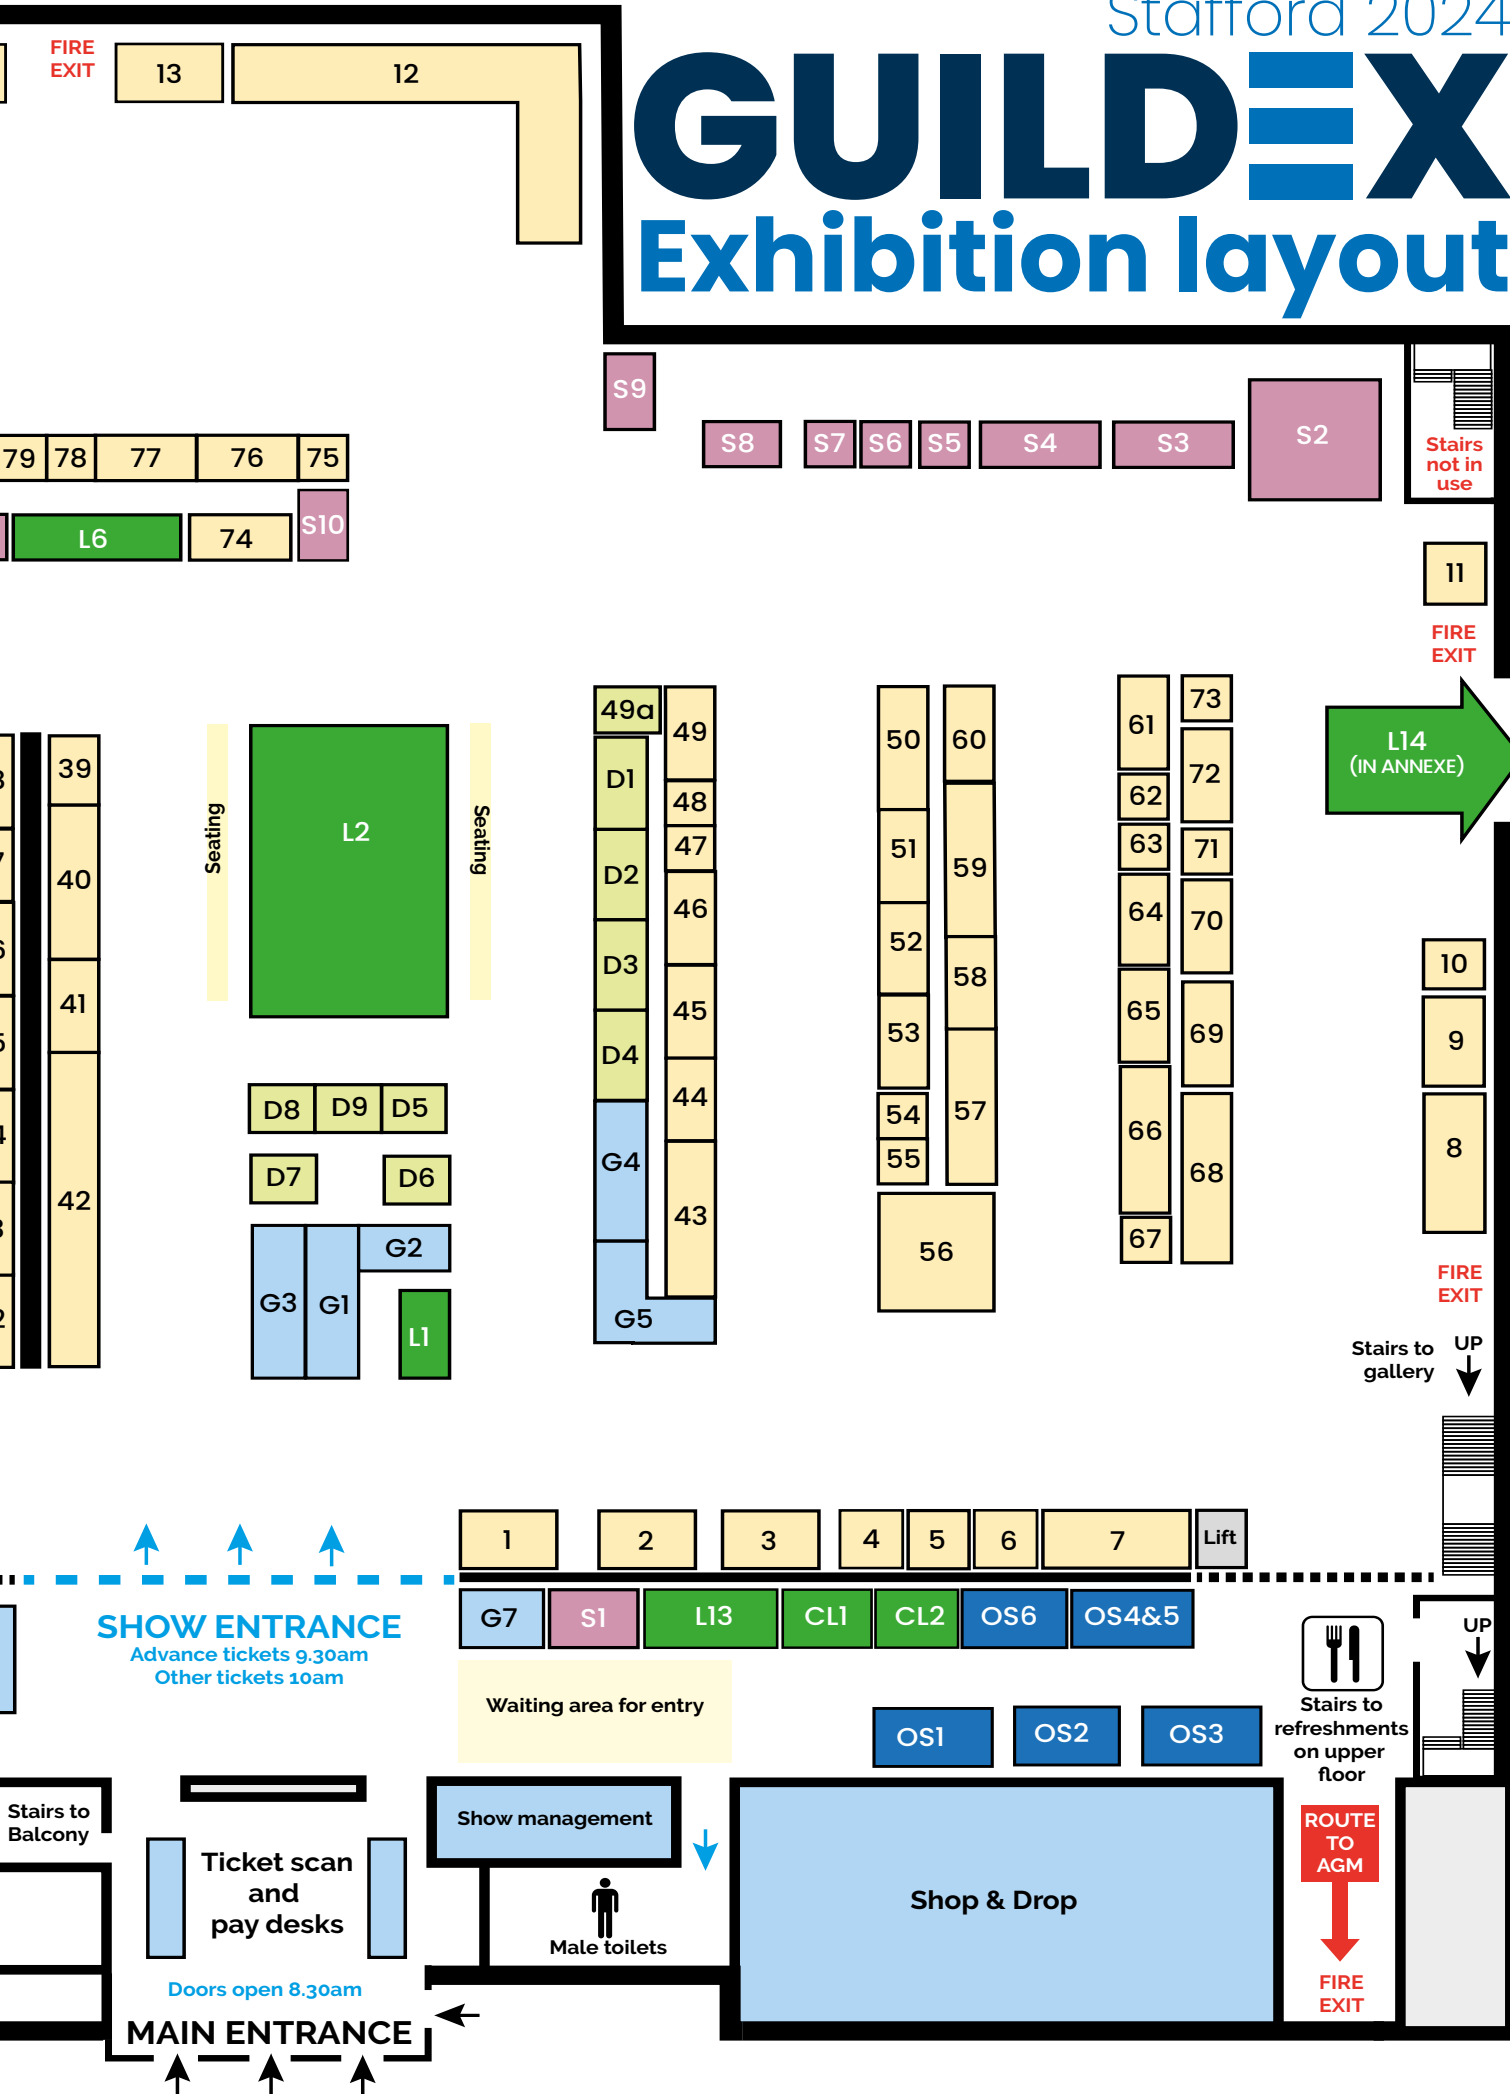 Stafford 2024
GUILDEX
Exhibition layout
FIRE
EXIT
13
12
S9
S8
S7
S6
S5
S4
S3
S2
Stairs
not in
use
79
78
77
76
75
L6
74
S10
11
FIRE
EXIT
L14
(IN ANNEXE)
39
40
41
42
Seating
L2
Seating
49a
D1
D2
D3
D4
G4
G5
49
48
47
46
45
44
43
50
51
52
53
54
55
56
60
59
58
57
61
62
63
64
65
66
67
73
72
71
70
69
68
10
9
8
D8
D9
D5
D7
D6
G2
G3
G1
L1
FIRE
EXIT
Stairs to
gallery
UP
1
2
3
4
5
6
7
Lift
SHOW ENTRANCE
Advance tickets 9.30am
Other tickets 10am
G7
S1
L13
CL1
CL2
OS6
OS4&5
Waiting area for entry
OS1
OS2
OS3
UP
Stairs to
refreshments
on upper
floor
Stairs to
Balcony
Ticket scan
and
pay desks
Show management
Male toilets
Shop & Drop
ROUTE
TO
AGM
FIRE
EXIT
Doors open 8.30am
MAIN ENTRANCE